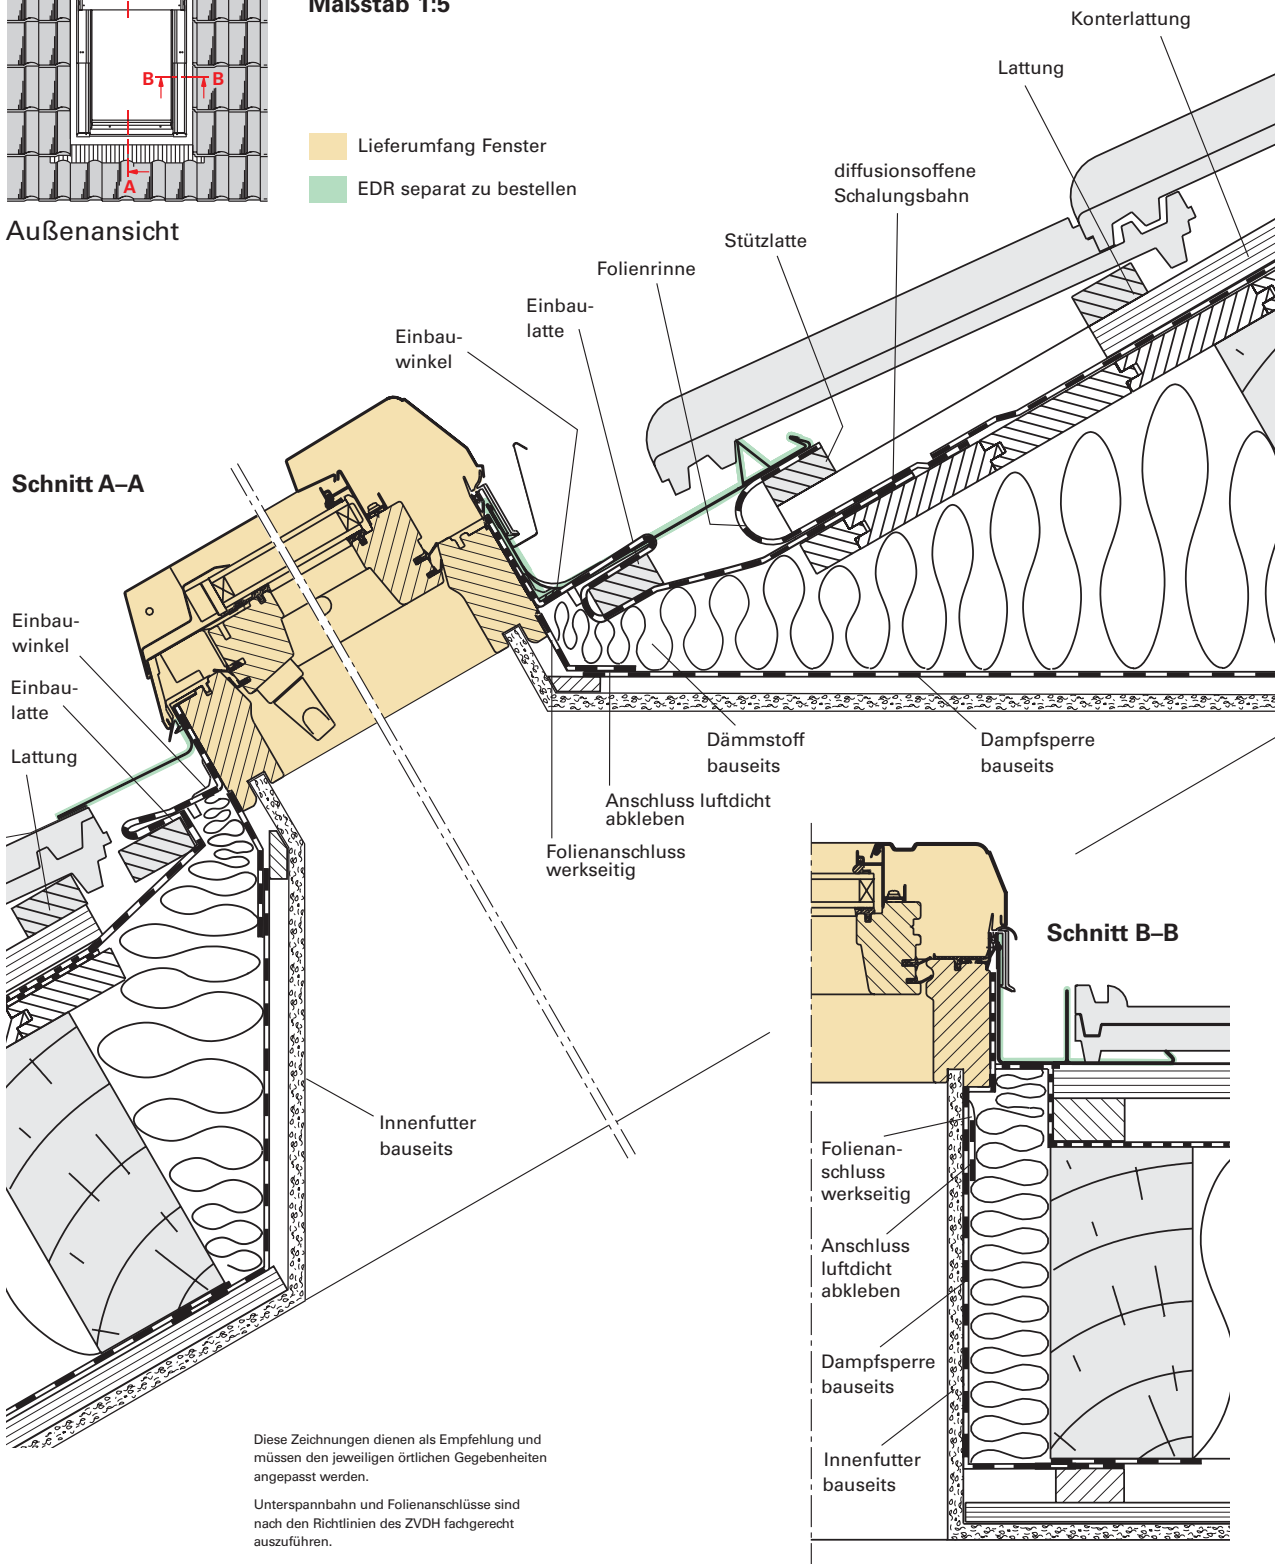 Maßstab 1:5
B
B
A
Lieferumfang Fenster
EDR separat zu bestellen
Außenansicht
Konterlattung
Lattung
diffusionsoffene
Schalungsbahn
Stützlatte
Folienrinne
Einbau-
latte
Einbau-
winkel
Schnitt A–A
Einbau-
winkel
Einbau-
latte
Lattung
Dämmstoff
bauseits
Dampfsperre
bauseits
Anschluss luftdicht
abkleben
Folienanschluss
werkseitig
Innenfutter
bauseits
Schnitt B–B
Folienan-
schluss
werkseitig
Anschluss
luftdicht
abkleben
Dampfsperre
bauseits
Innenfutter
bauseits
Diese Zeichnungen dienen als Empfehlung und
müssen den jeweiligen örtlichen Gegebenheiten
angepasst werden.
Unterspannbahn und Folienanschlüsse sind
nach den Richtlinien des ZVDH fachgerecht
auszuführen.